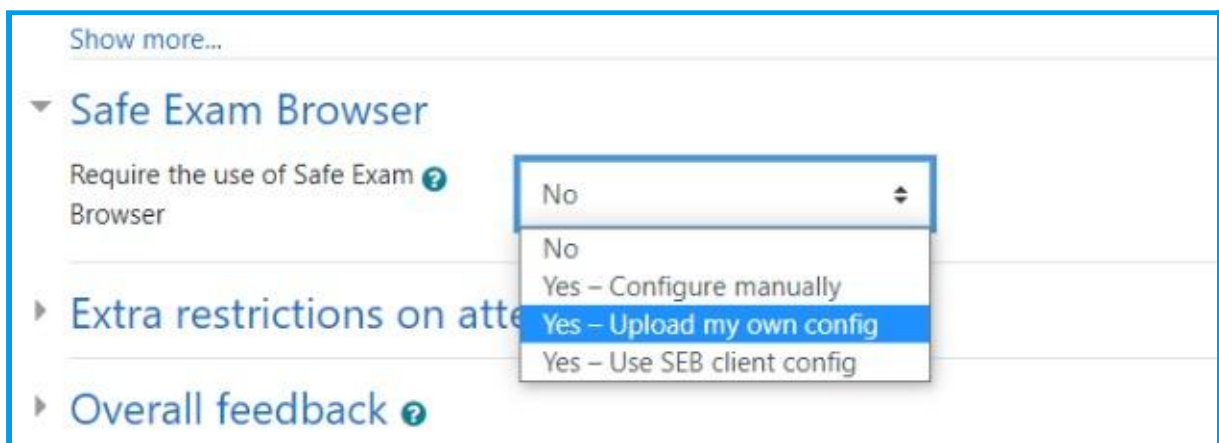 Show more...
Safe Exam Browser
Require the use of Safe Exam
Browser
No
No
Yes – Configure manually
Extra restrictions on atte
Yes – Upload my own config
Yes – Use SEB client config
Overall feedback